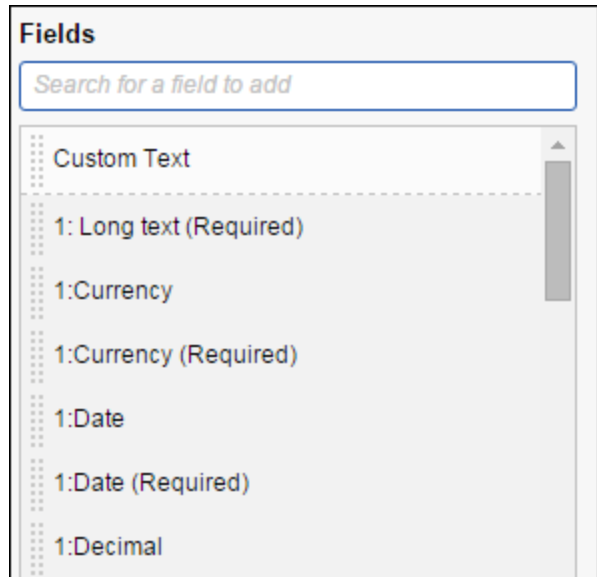 Fields
Search for a field to add
Custom Text
1: Long text (Required)
1:Currency
1:Currency (Required)
1:Date
1:Date (Required)
1:Decimal